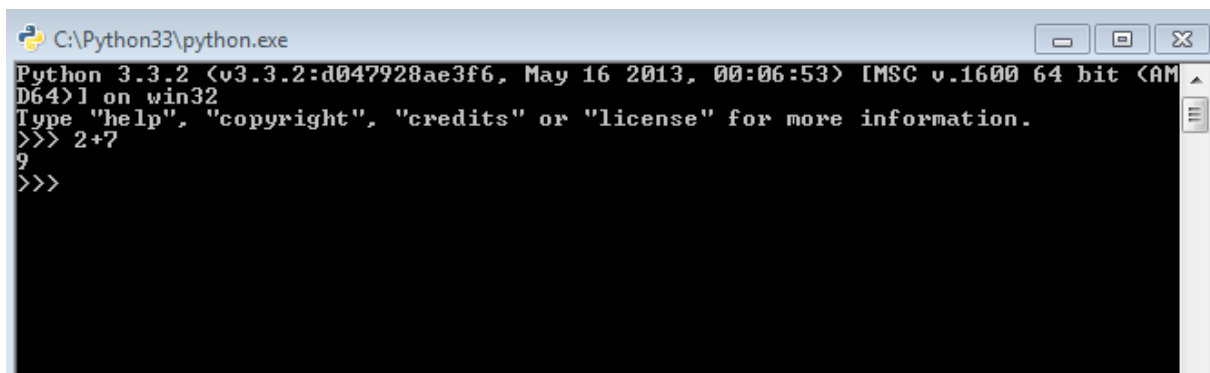 C:\Python33\python.exe
Python 3.3.2 (v3.3.2:d047928ae3f6, May 16 2013, 00:06:53) [MSC v.1600 64 bit (AM
D64)] on win32
Type "help", "copyright", "credits" or "license" for more information.
>>> 2+7
9
>>>